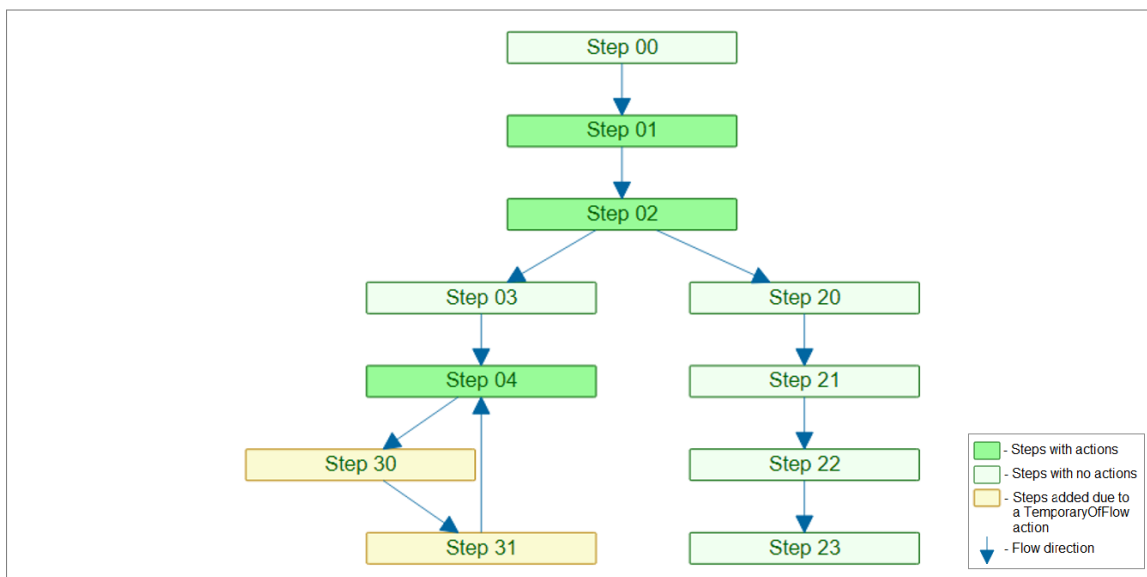 Step 00
Step 01
Step 02
Step 03
Step 20
Step 04
Step 21
Step 30
Step 22
Step 31
Step 23
- Steps with actions
- Steps with no actions
- Steps added due to
a TemporaryOfFlow
action
- Flow direction